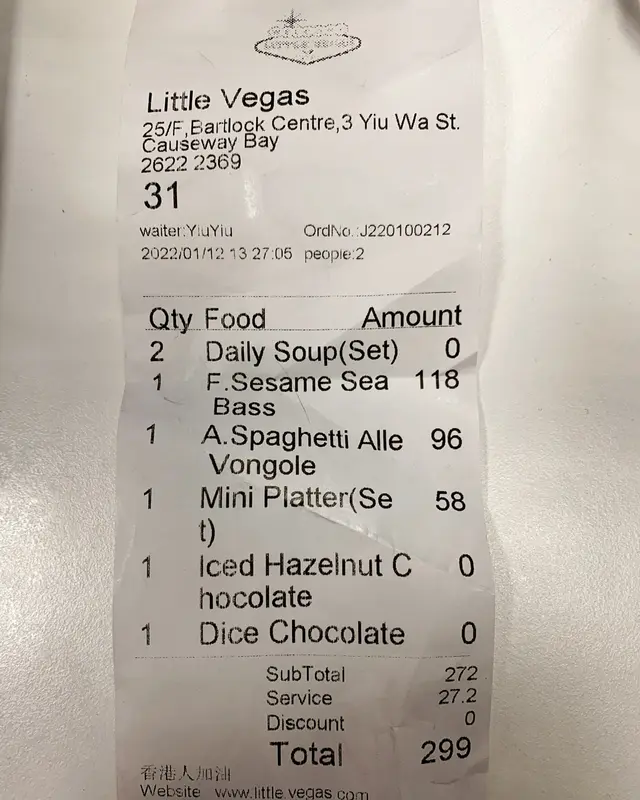 WELCOME
LITTLE VEGAS
Little Vegas
25/F,Bartlock Centre,3 Yiu Wa St.
Causeway Bay
2622 2369
31
waiter:YiuYiu OrdNo.:J220100212
2022/01/12 13 27:05 people:2
Qty Food Amount
2 Daily Soup(Set) 0
1 F.Sesame Sea 118
Bass
1 A.Spaghetti Alle 96
Vongole
1 Mini Platter(Se 58
t)
1 Iced Hazelnut C 0
hocolate
1 Dice Chocolate 0
SubTotal 272
Service 27.2
Discount 0
Total 299
香港人加油
Website www.little.vegas.com